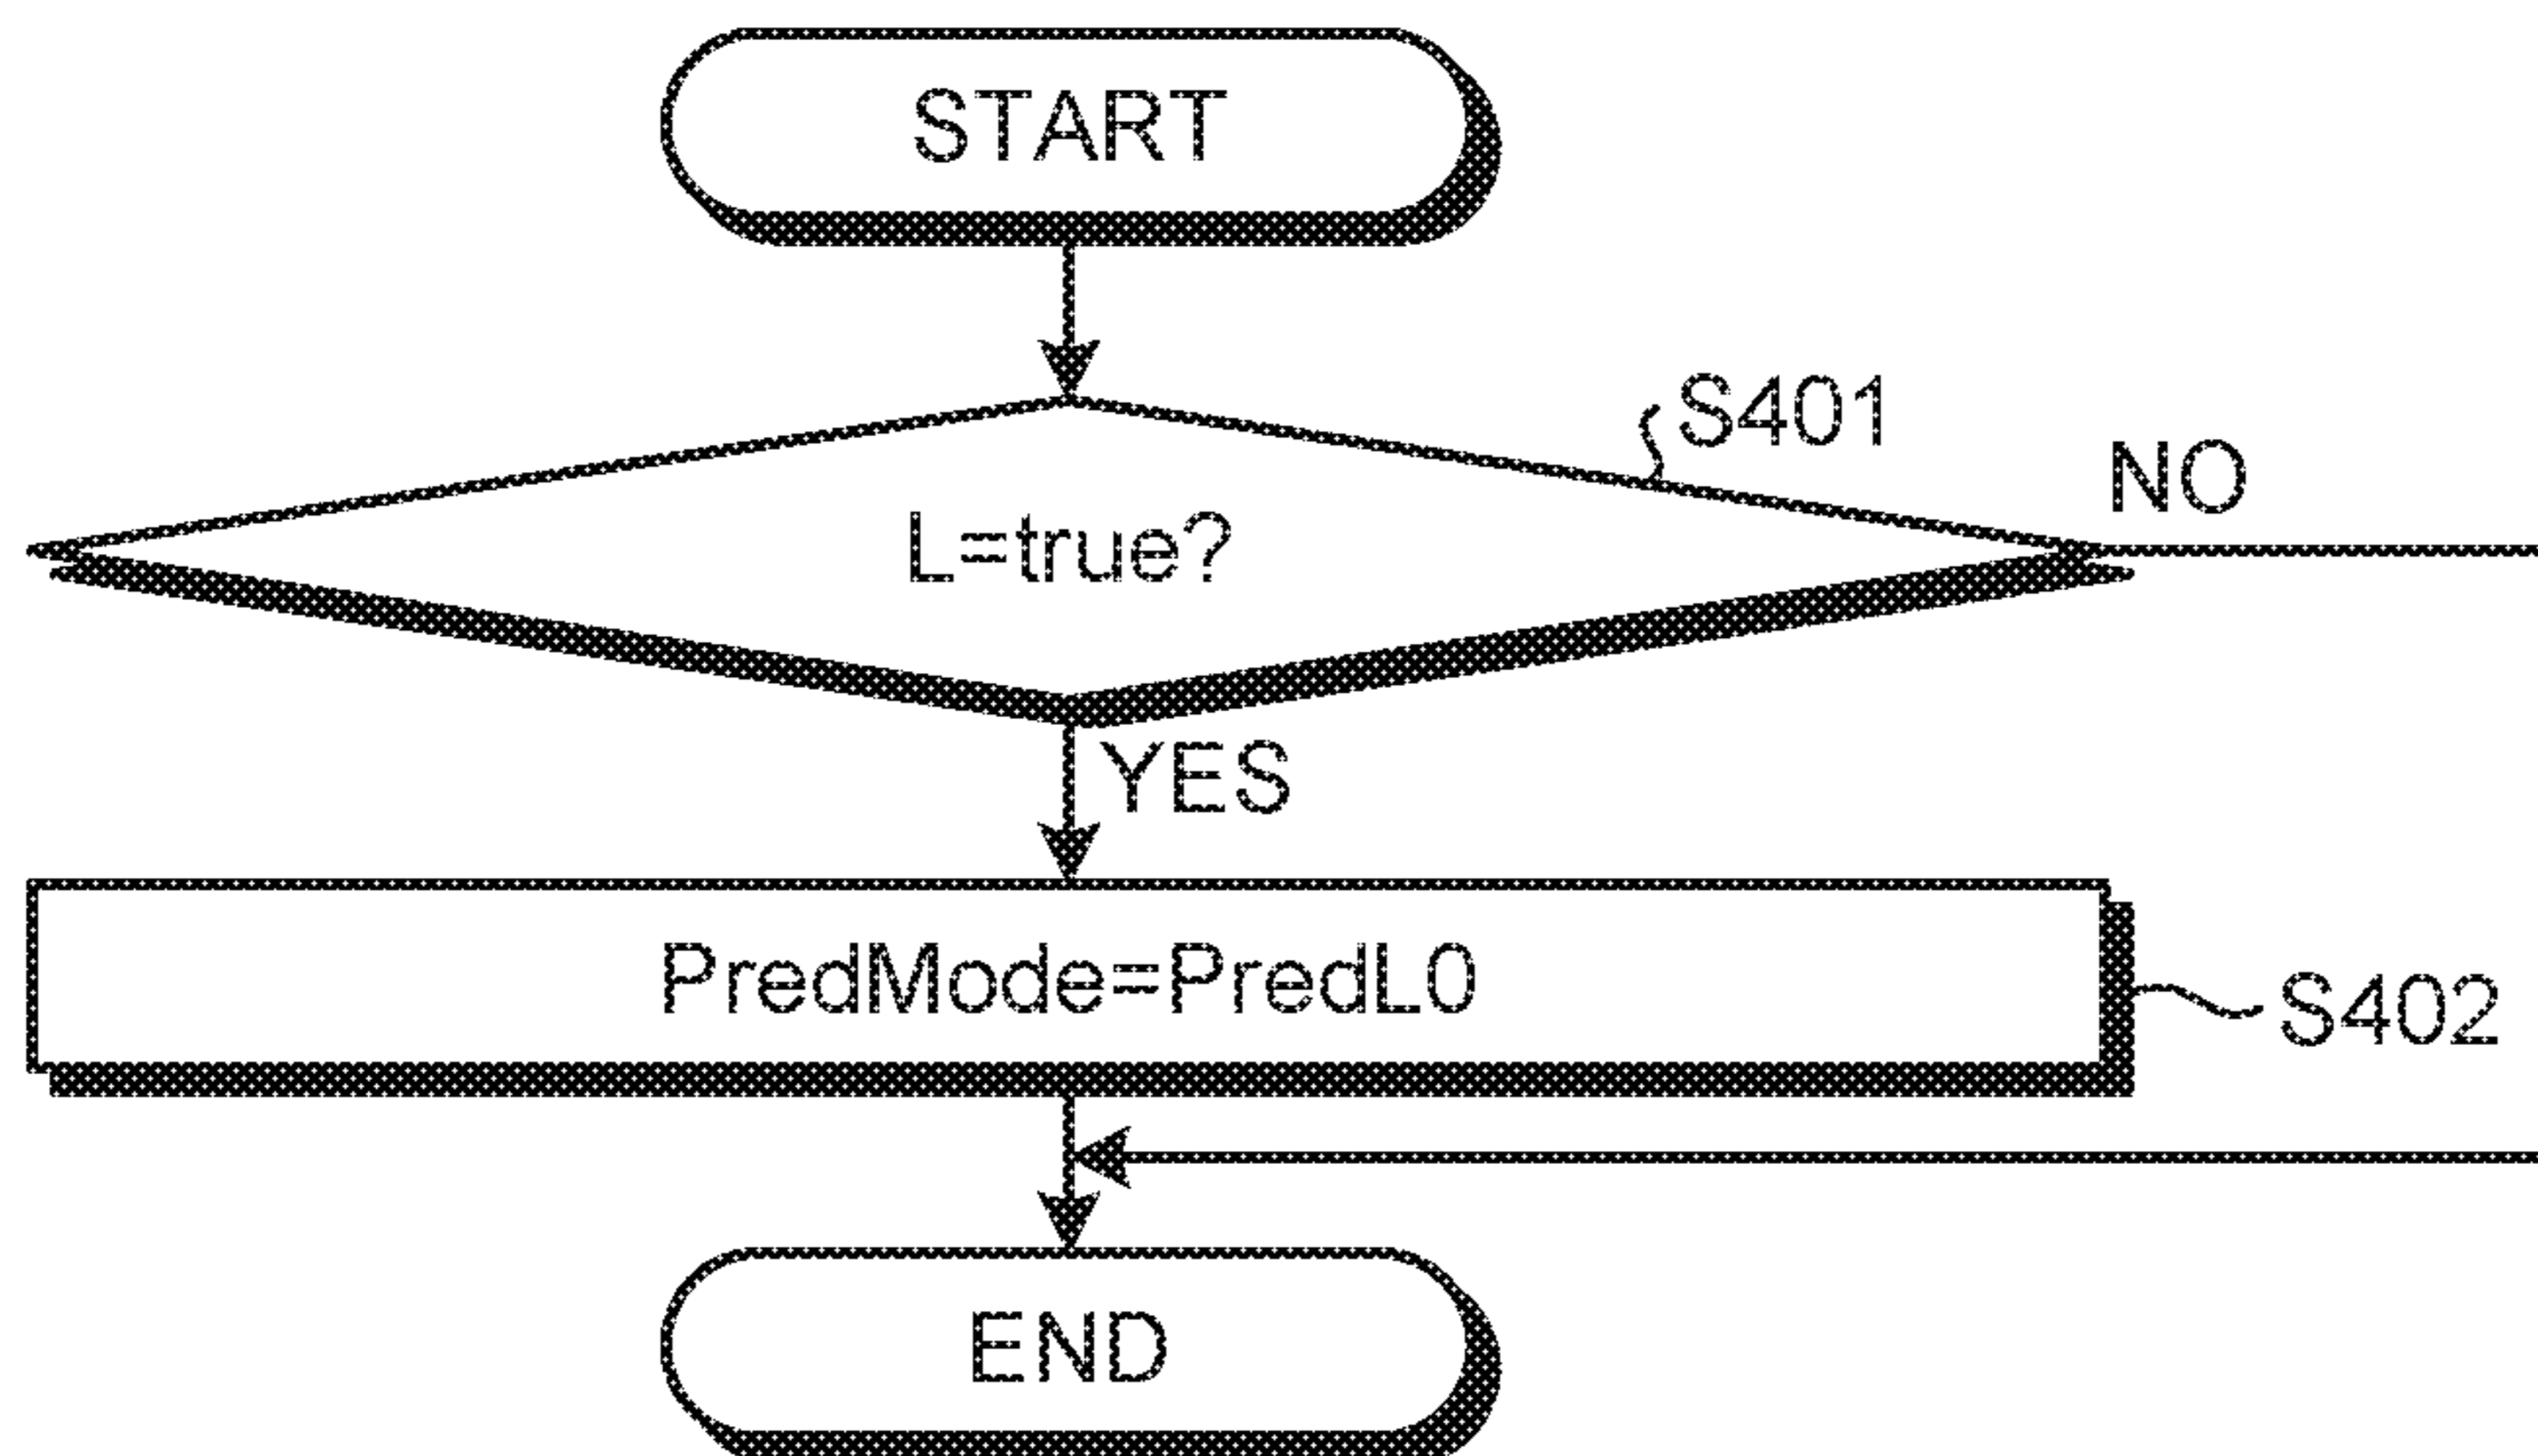 START
S401
NO
L=true?
YES
PredMode=PredL0
S402
END